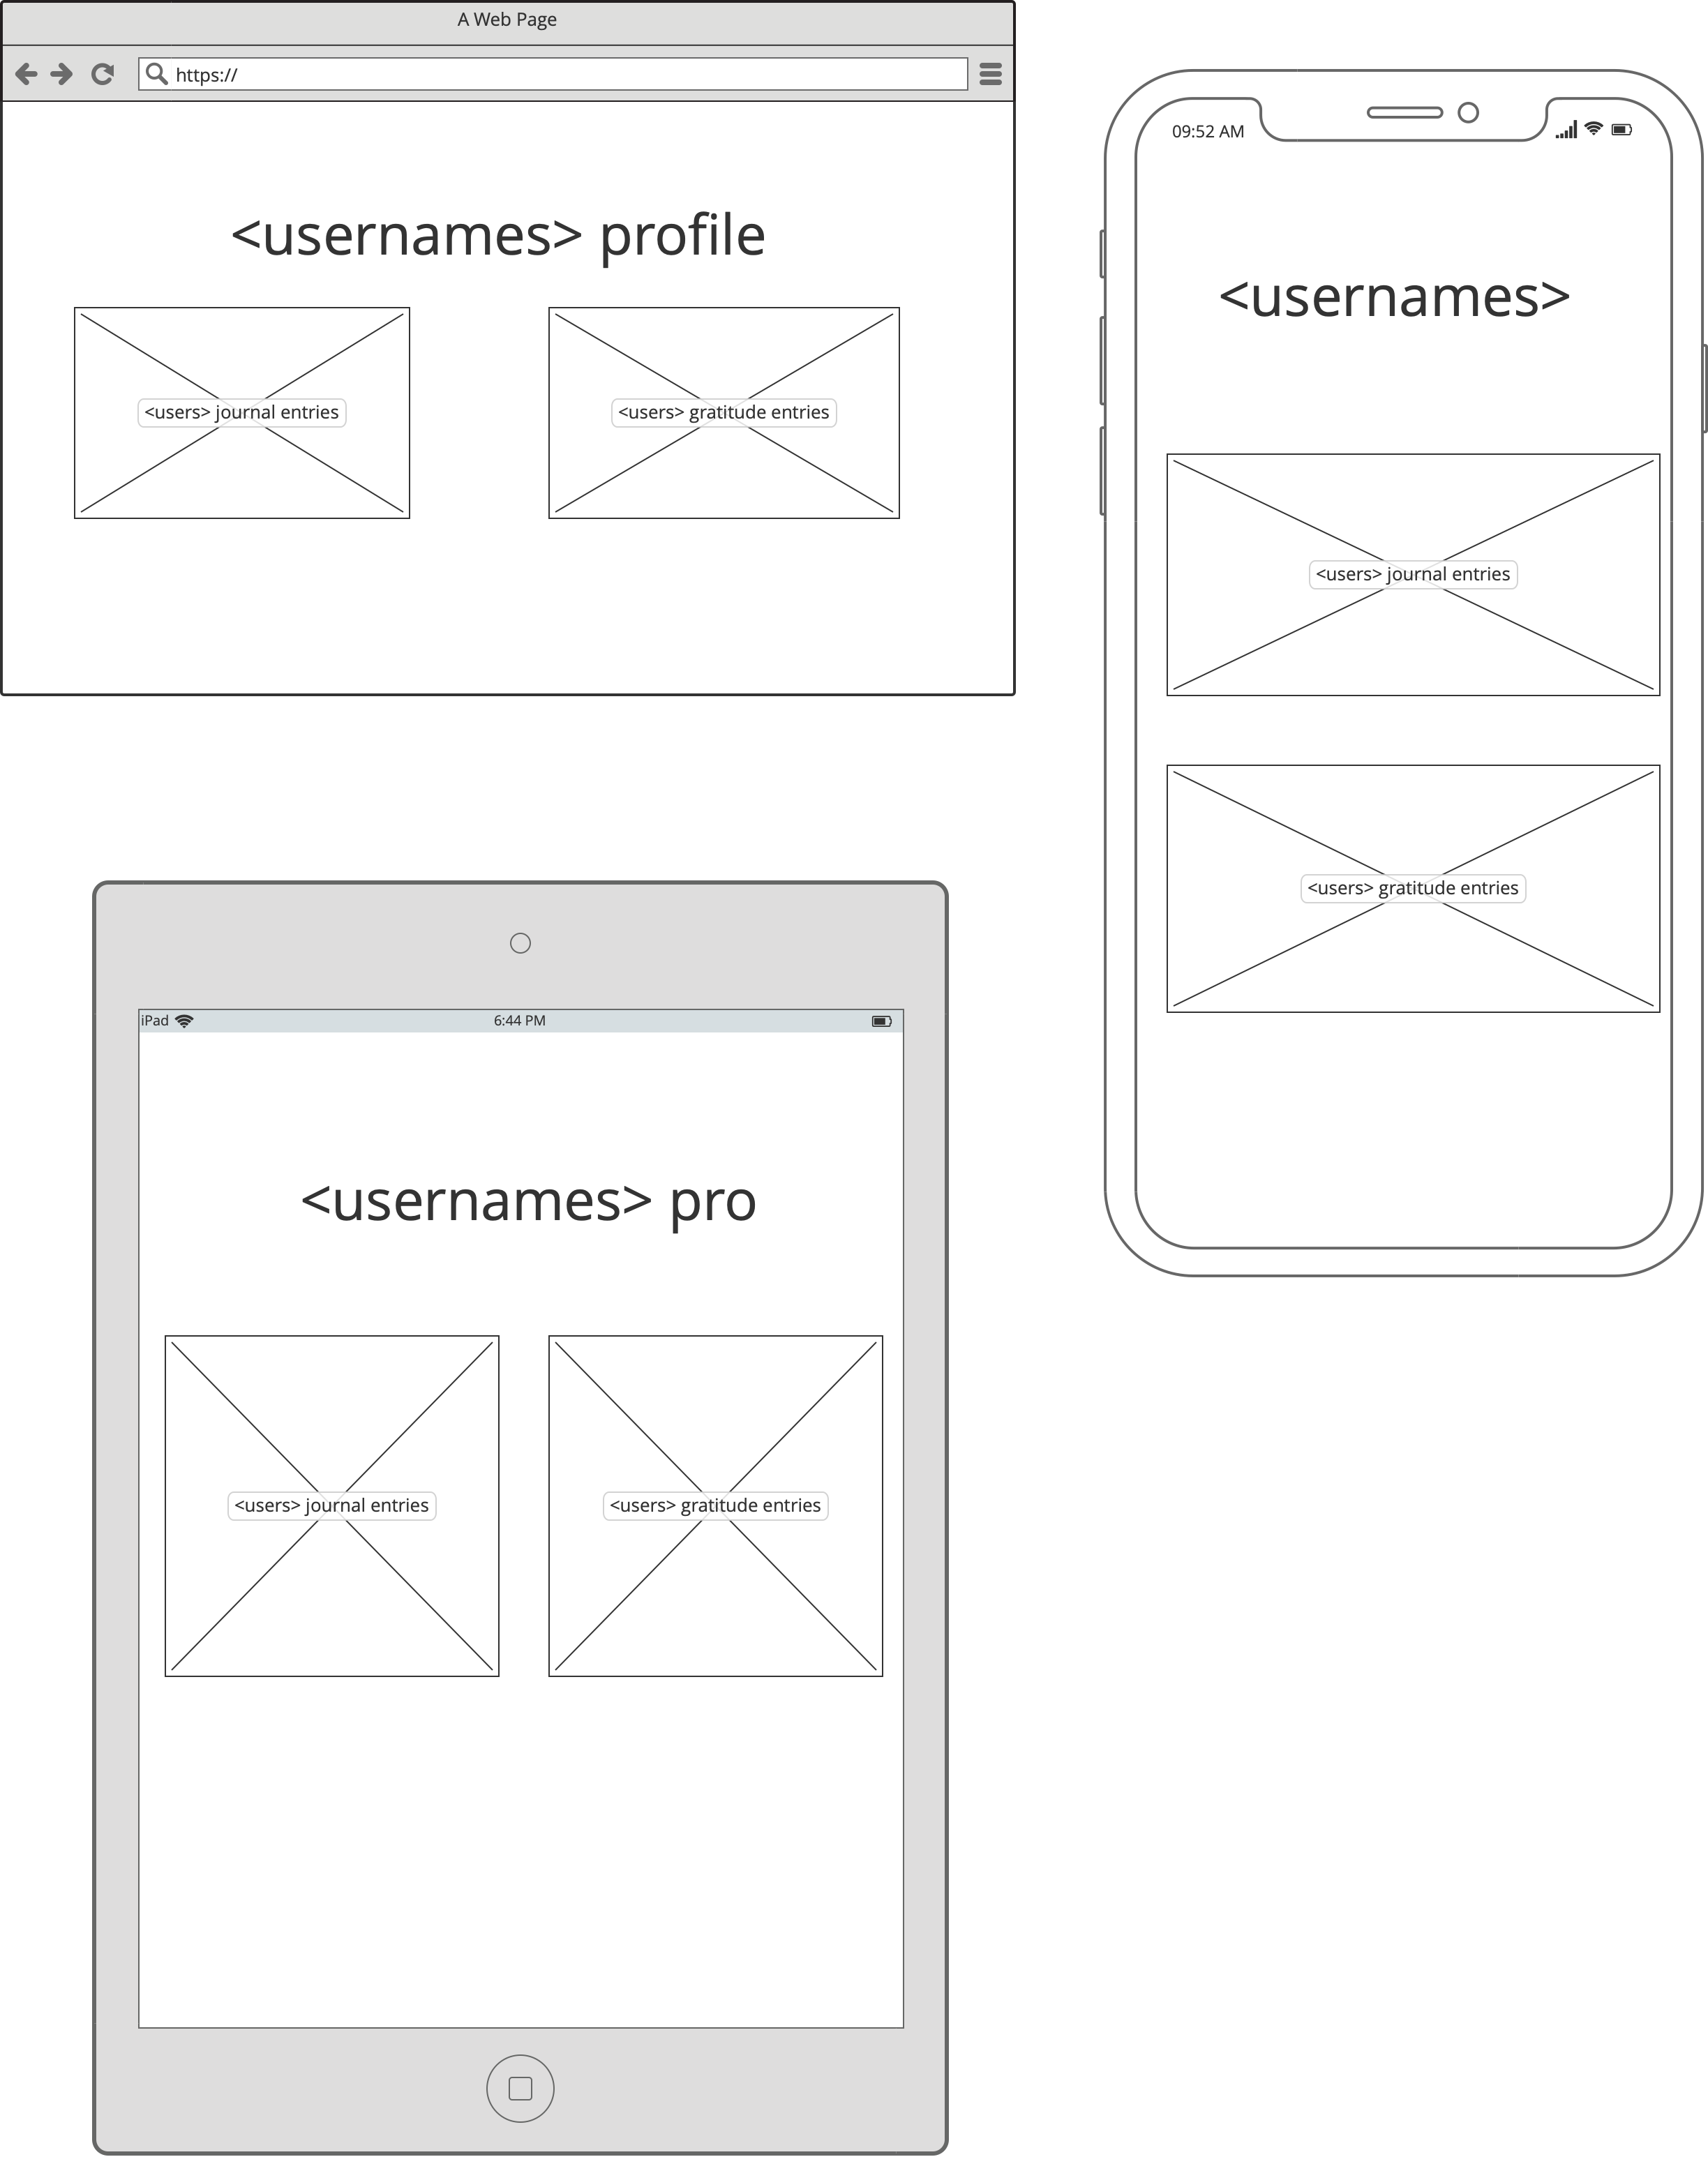 A Web Page
https://
<usernames> profile
<users> journal entries
<users> gratitude entries
09:52 AM
<usernames>
<users> journal entries
<users> gratitude entries
iPad
6:44 PM
<usernames> pro
<users> journal entries
<users> gratitude entries